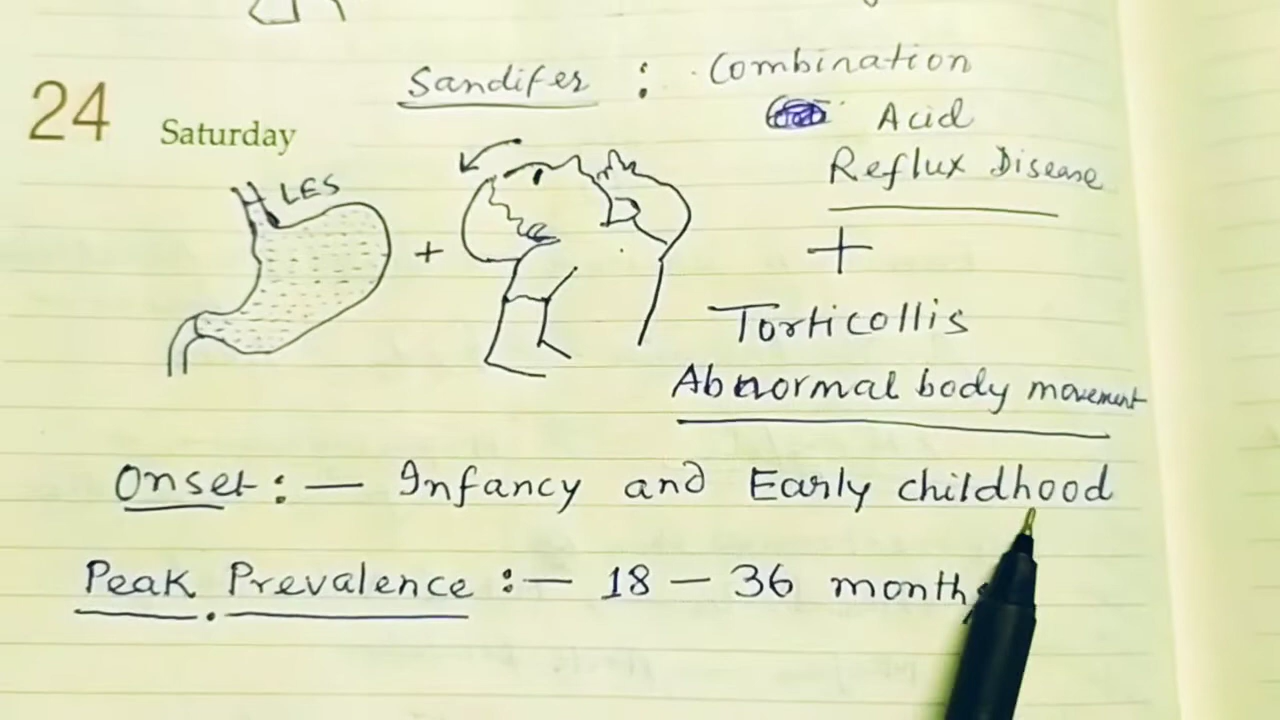 24 Saturday
Sandifer : Combination
Acid
Reflux Disease
LES
+
+
Torticollis
Abnormal body movement
Onset :— Infancy and Early childhood
Peak Prevalence :— 18 — 36 months